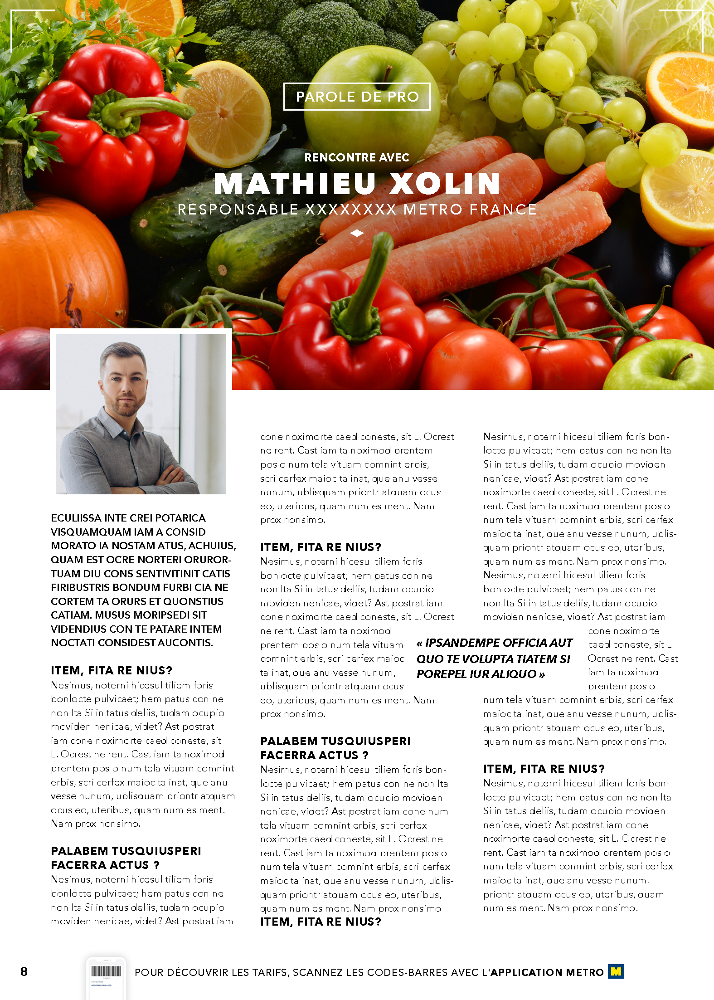 PAROLE DE PRO
RENCONTRE AVEC
MATHIEU XOLIN
RESPONSABLE XXXXXXXX METRO FRANCE
ECULIISSA INTE CREI POTARICA
VISQUAMQUAM IAM A CONSID
MORATO IA NOSTAM ATUS, ACHUIUS,
QUAM EST OCRE NORTERI ORUROR-
TUAM DIU CONS SENTIVITINIT CATIS
FIRIBUSTRIS BONDUM FURBI CIA NE
CORTEM TA ORURS ET QUONSTIUS
CATIAM. MUSUS MORIPSEDI SIT
VIDENDIUS CON TE PATARE INTEM
NOCTATI CONSIDEST AUCONTIS.
ITEM, FITA RE NIUS?
Nesimus, noterni hicesul tiliem foris
bonlocte pulvicaet; hem patus con ne
non Ita Si in tatus deliis, tudam ocupio
moviden nenicae, videt? Ast postrat
iam cone noximorte caed coneste, sit
L. Ocrest ne rent. Cast iam ta noximod
prentem pos o num tela vituam comnint
erbis, scri cerfex maioc ta inat, que anu
vesse nunum, ublisquam priontr atquam
ocus eo, uteribus, quam num es ment.
Nam prox nonsimo.
PALABEM TUSQUIUSPERI
FACERRA ACTUS ?
Nesimus, noterni hicesul tiliem foris
bonlocte pulvicaet; hem patus con ne
non Ita Si in tatus deliis, tudam ocupio
moviden nenicae, videt? Ast postrat iam
cone noximorte caed coneste, sit L. Ocrest
ne rent. Cast iam ta noximod prentem
pos o num tela vituam comnint erbis,
scri cerfex maioc ta inat, que anu vesse
nunum, ublisquam priontr atquam ocus
eo, uteribus, quam num es ment. Nam
prox nonsimo.
ITEM, FITA RE NIUS?
Nesimus, noterni hicesul tiliem foris
bonlocte pulvicaet; hem patus con ne
non Ita Si in tatus deliis, tudam ocupio
moviden nenicae, videt? Ast postrat iam
cone noximorte caed coneste, sit L. Ocrest
ne rent. Cast iam ta noximod
prentem pos o num tela vituam
comnint erbis, scri cerfex maioc
ta inat, que anu vesse nunum,
ublisquam priontr atquam ocus
eo, uteribus, quam num es ment. Nam
prox nonsimo.
PALABEM TUSQUIUSPERI
FACERRA ACTUS ?
Nesimus, noterni hicesul tiliem foris bon-
locte pulvicaet; hem patus con ne non Ita
Si in tatus deliis, tudam ocupio moviden
nenicae, videt? Ast postrat iam cone num
tela vituam comnint erbis, scri cerfex
noximorte caed coneste, sit L. Ocrest ne
rent. Cast iam ta noximod prentem pos o
num tela vituam comnint erbis, scri cerfex
maioc ta inat, que anu vesse nunum, ublis-
quam priontr atquam ocus eo, uteribus,
quam num es ment. Nam prox nonsimo
ITEM, FITA RE NIUS?
« IPSANDEMPE OFFICIA AUT
QUO TE VOLUPTA TIATEM SI
POREPEL IUR ALIQUO »
Nesimus, noterni hicesul tiliem foris bon-
locte pulvicaet; hem patus con ne non Ita
Si in tatus deliis, tudam ocupio moviden
nenicae, videt? Ast postrat iam cone
noximorte caed coneste, sit L. Ocrest ne
rent. Cast iam ta noximod prentem pos o
num tela vituam comnint erbis, scri cerfex
maioc ta inat, que anu vesse nunum, ublis-
quam priontr atquam ocus eo, uteribus,
quam num es ment. Nam prox nonsimo.
Nesimus, noterni hicesul tiliem foris
bonlocte pulvicaet; hem patus con ne
non Ita Si in tatus deliis, tudam ocupio
moviden nenicae, videt? Ast postrat iam
cone noximorte
caed coneste, sit L.
Ocrest ne rent. Cast
iam ta noximod
prentem pos o
num tela vituam comnint erbis, scri cerfex
maioc ta inat, que anu vesse nunum, ublis-
quam priontr atquam ocus eo, uteribus,
quam num es ment. Nam prox nonsimo.
ITEM, FITA RE NIUS?
Nesimus, noterni hicesul tiliem foris bon-
locte pulvicaet; hem patus con ne non Ita
Si in tatus deliis, tudam ocupio moviden
nenicae, videt? Ast postrat iam cone
noximorte caed coneste, sit L. Ocrest ne
rent. Cast iam ta noximod prentem pos o
num tela vituam comnint erbis, scri cerfex
maioc ta inat, que anu vesse nunum.
priontr atquam ocus eo, uteribus, quam
num es ment. Nam prox nonsimo.
8
RACHEL ROSE
MEDITERAN PAYAA LTD.
POUR DÉCOUVRIR LES TARIFS, SCANNEZ LES CODES-BARRES AVEC L'APPLICATION METRO M